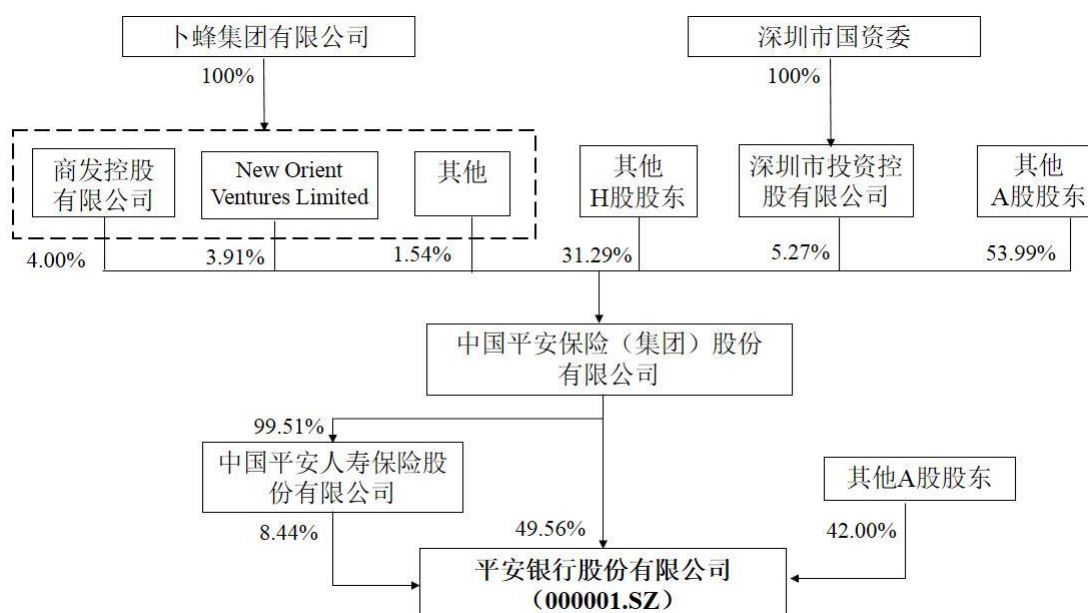 卜蜂集团有限公司
深圳市国资委
100%
100%
商发控股
有限公司
New Orient
Ventures Limited
其他
其他
H股股东
深圳市投资控
股有限公司
其他
A股股东
4.00%
3.91%
1.54%
31.29%
5.27%
53.99%
中国平安保险（集团）股份
有限公司
99.51%
中国平安人寿保险股
份有限公司
其他A股股东
8.44%
49.56%
42.00%
平安银行股份有限公司
（000001.SZ）